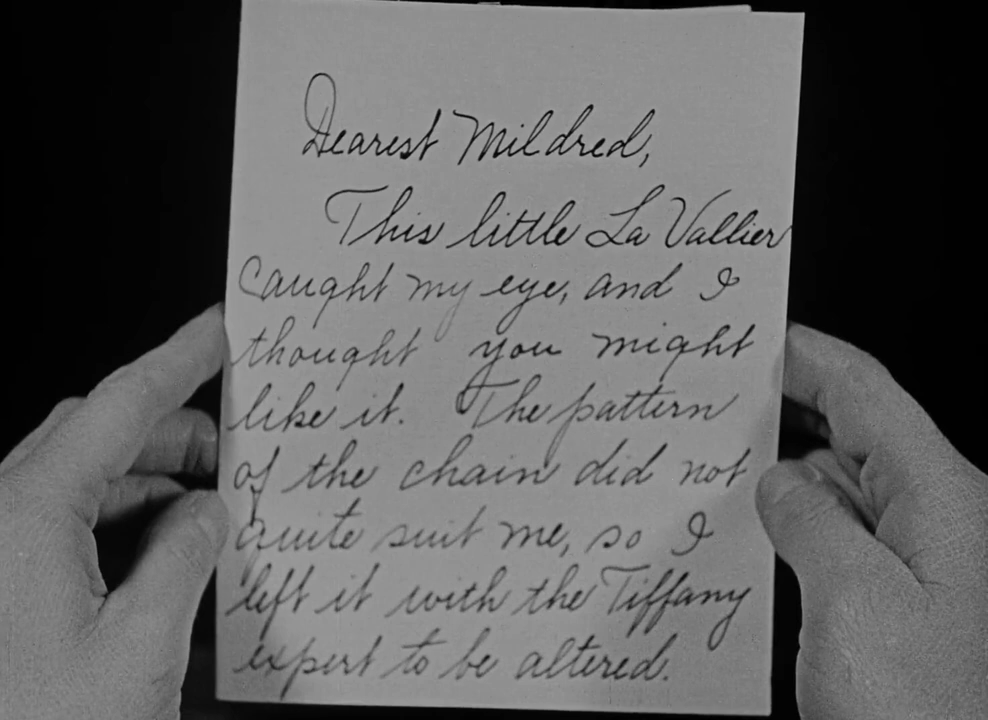 Dearest Mildred,
This little La Vallier
caught my eye, and I
thought you might
like it. The pattern
of the chain did not
quite suit me, so I
left it with the Tiffany
expert to be altered.